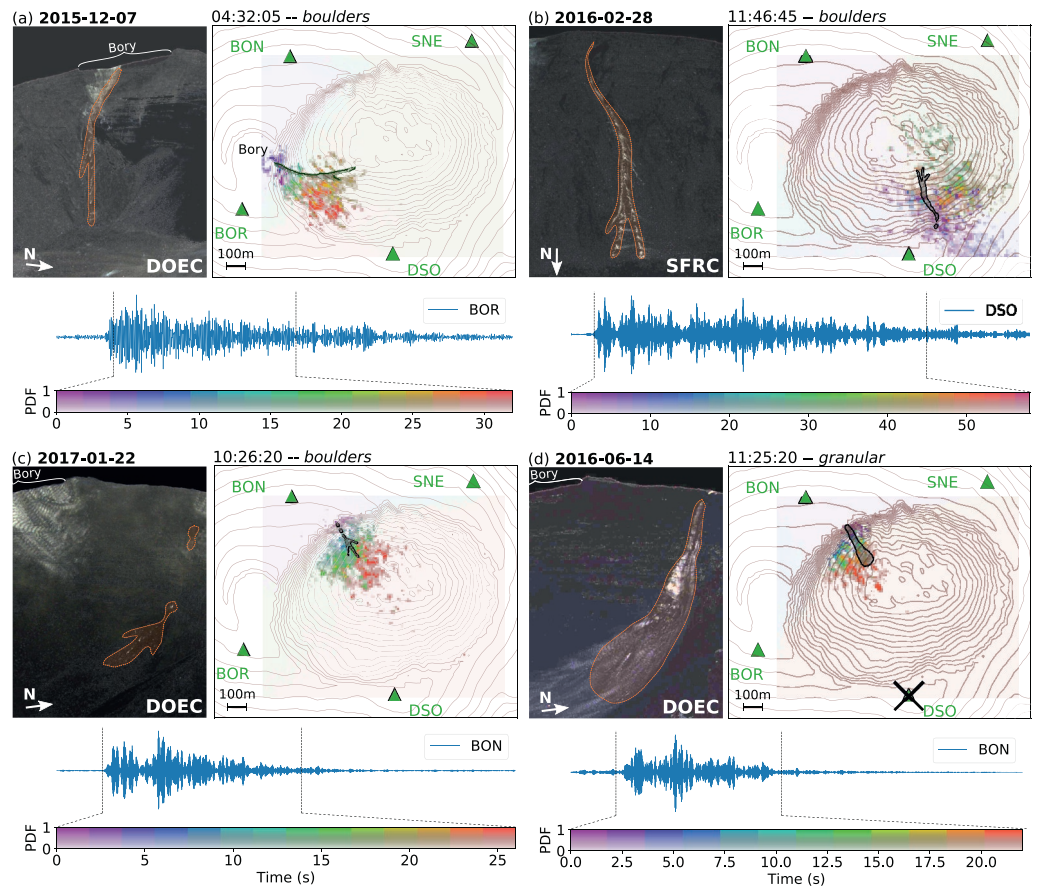 (a) 2015-12-07
04:32:05 -- boulders
Bory
BON
SNE
Bory
BOR
DSO
100m
N
DOEC
BOR
PDF
1
0
0 5 10 15 20 25 30
(b) 2016-02-28
11:46:45 – boulders
BON
SNE
BOR
DSO
100m
N
SFRC
DSO
PDF
1
0
0 10 20 30 40 50
(c) 2017-01-22
10:26:20 -- boulders
Bory
BON
SNE
BOR
DSO
100m
N
DOEC
BON
PDF
1
0
0 5 10 15 20 25
Time (s)
(d) 2016-06-14
11:25:20 – granular
Bory
BON
SNE
BOR
DSO
100m
N
DOEC
BON
PDF
1
0
0.0 2.5 5.0 7.5 10.0 12.5 15.0 17.5 20.0
Time (s)